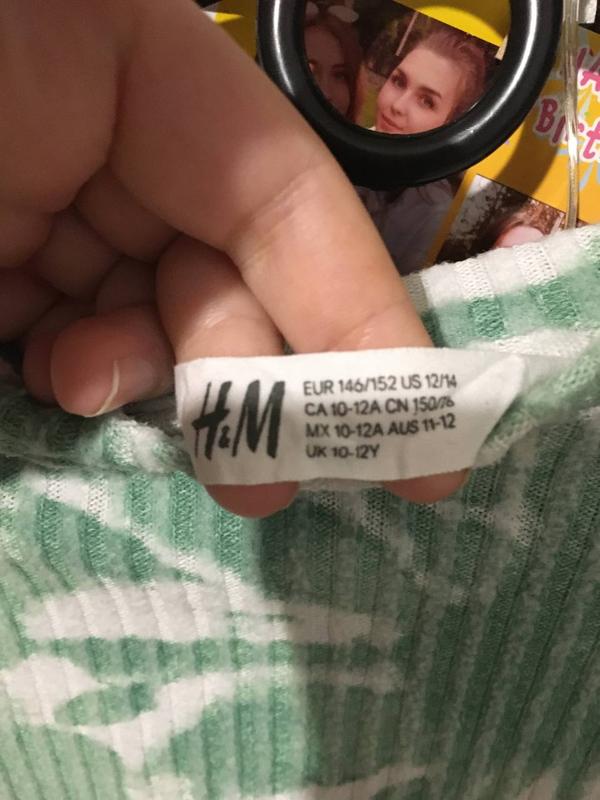 H&M
EUR 146/152 US 12/14
CA 10-12A CN 150/76
MX 10-12A AUS 11-12
UK 10-12Y